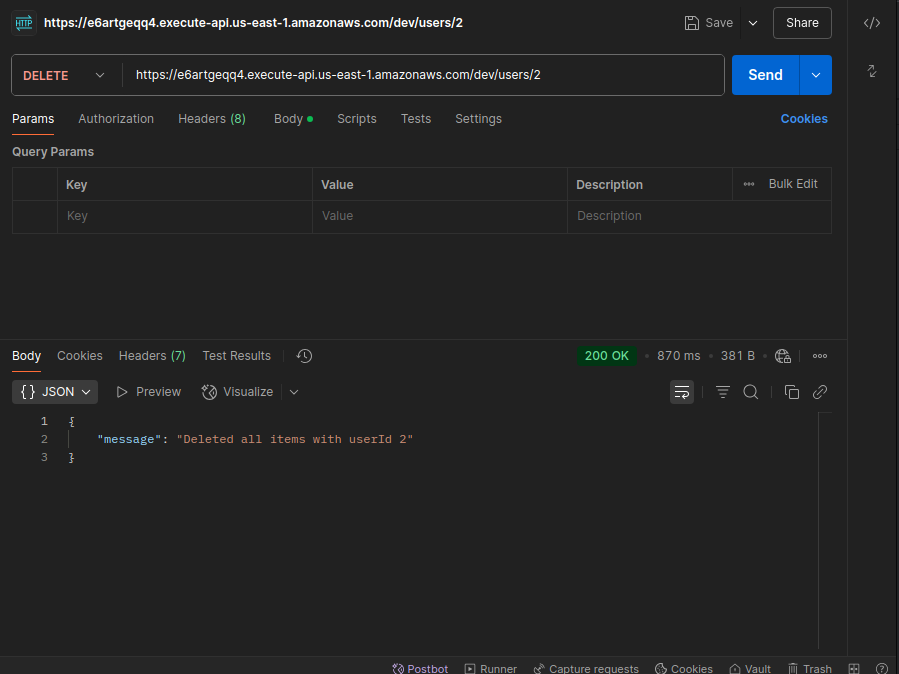 HTTP https://e6artgeqq4.execute-api.us-east-1.amazonaws.com/dev/users/2 Save Share </>
DELETE https://e6artgeqq4.execute-api.us-east-1.amazonaws.com/dev/users/2 Send
Params Authorization Headers (8) Body Scripts Tests Settings Cookies
Query Params
Key Value Description ••• Bulk Edit
Key Value Description
Body Cookies Headers (7) Test Results 200 OK • 870 ms • 381 B •
{} JSON Preview Visualize
1 {
2 "message": "Deleted all items with userId 2"
3 }
Postbot Runner Capture requests Cookies Vault Trash